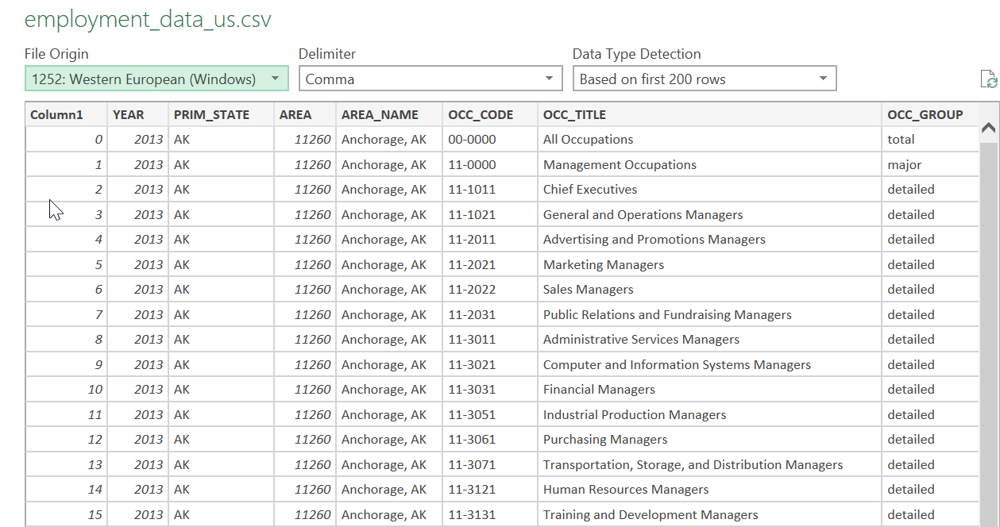 employment_data_us.csv
File Origin Delimiter Data Type Detection
1252: Western European (Windows) Comma Based on first 200 rows
Column1 YEAR PRIM_STATE AREA AREA_NAME OCC_CODE OCC_TITLE OCC_GROUP
0 2013 AK 11260 Anchorage, AK 00-0000 All Occupations total
1 2013 AK 11260 Anchorage, AK 11-0000 Management Occupations major
2 2013 AK 11260 Anchorage, AK 11-1011 Chief Executives detailed
3 2013 AK 11260 Anchorage, AK 11-1021 General and Operations Managers detailed
4 2013 AK 11260 Anchorage, AK 11-2011 Advertising and Promotions Managers detailed
5 2013 AK 11260 Anchorage, AK 11-2021 Marketing Managers detailed
6 2013 AK 11260 Anchorage, AK 11-2022 Sales Managers detailed
7 2013 AK 11260 Anchorage, AK 11-2031 Public Relations and Fundraising Managers detailed
8 2013 AK 11260 Anchorage, AK 11-3011 Administrative Services Managers detailed
9 2013 AK 11260 Anchorage, AK 11-3021 Computer and Information Systems Managers detailed
10 2013 AK 11260 Anchorage, AK 11-3031 Financial Managers detailed
11 2013 AK 11260 Anchorage, AK 11-3051 Industrial Production Managers detailed
12 2013 AK 11260 Anchorage, AK 11-3061 Purchasing Managers detailed
13 2013 AK 11260 Anchorage, AK 11-3071 Transportation, Storage, and Distribution Managers detailed
14 2013 AK 11260 Anchorage, AK 11-3121 Human Resources Managers detailed
15 2013 AK 11260 Anchorage, AK 11-3131 Training and Development Managers detailed